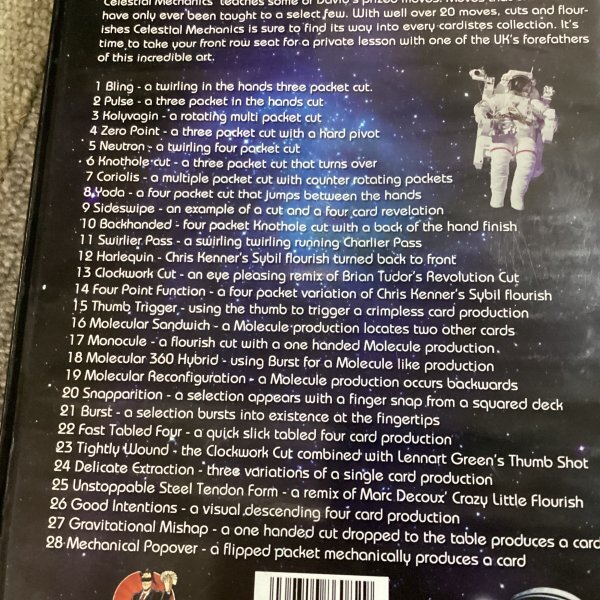 Celestial Mechanics teaches some of David's prized moves. Moves that
have only ever been taught to a select few. With well over 20 moves, cuts and flour-
ishes Celestial Mechanics is sure to find its way into every cardistes collection. It's
time to take your front row seat for a private lesson with one of the UK's forefathers
of this incredible art.
1 Bling - a twirling in the hands three packet cut.
2 Pulse - a three packet in the hands cut
3 Kolyvagin - a rotating multi packet cut
4 Zero Point - a three packet cut with a hard pivot
5 Neutron - a twirling four packet cut
6 Knothole cut - a three packet cut that turns over
7 Coriolis - a multiple packet cut with counter rotating packets
8 Yoda - a four packet cut that jumps between the hands
9 Sideswipe - an example of a cut and a four card revelation
10 Backhanded - four packet Knothole cut with a back of the hand finish
11 Swirlier Pass - a swirling twirling running Charlier Pass
12 Harlequin - Chris Kenner's Sybil flourish turned back to front
13 Clockwork Cut - an eye pleasing remix of Brian Tudor's Revolution Cut
14 Four Point Function - a four packet variation of Chris Kenner's Sybil flourish
15 Thumb Trigger - using the thumb to trigger a crimpless card production
16 Molecular Sandwich - a Molecule production locates two other cards
17 Monocule - a flourish cut with a one handed Molecule production.
18 Molecular 360 Hybrid - using Burst for a Molecule like production
19 Molecular Reconfiguration - a Molecule production occurs backwards
20 Snapparition - a selection appears with a finger snap from a squared deck
21 Burst - a selection bursts into existence at the fingertips
22 Fast Tabled Four - a quick slick tabled four card production
23 Tightly Wound - the Clockwork Cut combined with Lennart Green's Thumb Shot
24 Delicate Extraction - three variations of a single card production
25 Unstoppable Steel Tendon Form - a remix of Marc Decoux' Crazy Little Flourish
26 Good Intentions - a visual descending four card production
27 Gravitational Mishap - a one handed cut dropped to the table produces a card
28 Mechanical Popover - a flipped packet mechanically produces a card